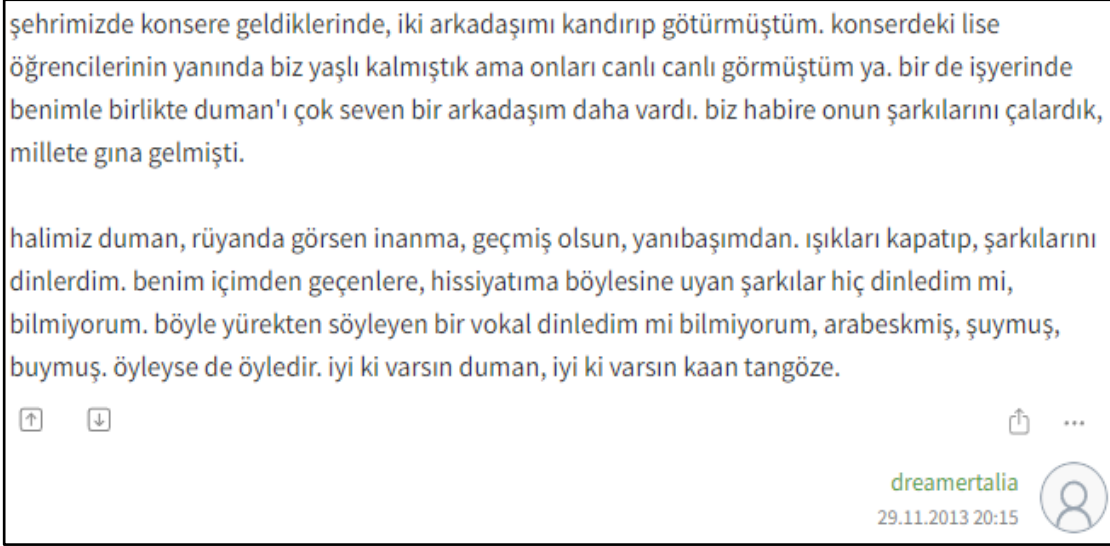 şehrimizde konsere geldiklerinde, iki arkadaşımı kandırıp götürmüştüm. konserdeki lise
öğrencilerinin yanında biz yaşlı kalmıştık ama onları canlı canlı görmüştüm ya. bir de işyerinde
benimle birlikte duman'ı çok seven bir arkadaşım daha vardı. biz habire onun şarkılarını çalardık,
millete gına gelmişti.
halimiz duman, rüyanda görsen inanma, geçmiş olsun, yanıbaşımdan. ışıkları kapatıp, şarkılarını
dinlerdim. benim içimden geçenlere, hissiyatıma böylesine uyan şarkılar hiç dinledim mi,
bilmiyorum. böyle yürekten söyleyen bir vokal dinledim mi bilmiyorum, arabeskmiş, şuymuş,
buymuş. öyleyse de öyledir. iyi ki varsın duman, iyi ki varsın kaan tangöze.
dreamertalia
29.11.2013 20:15